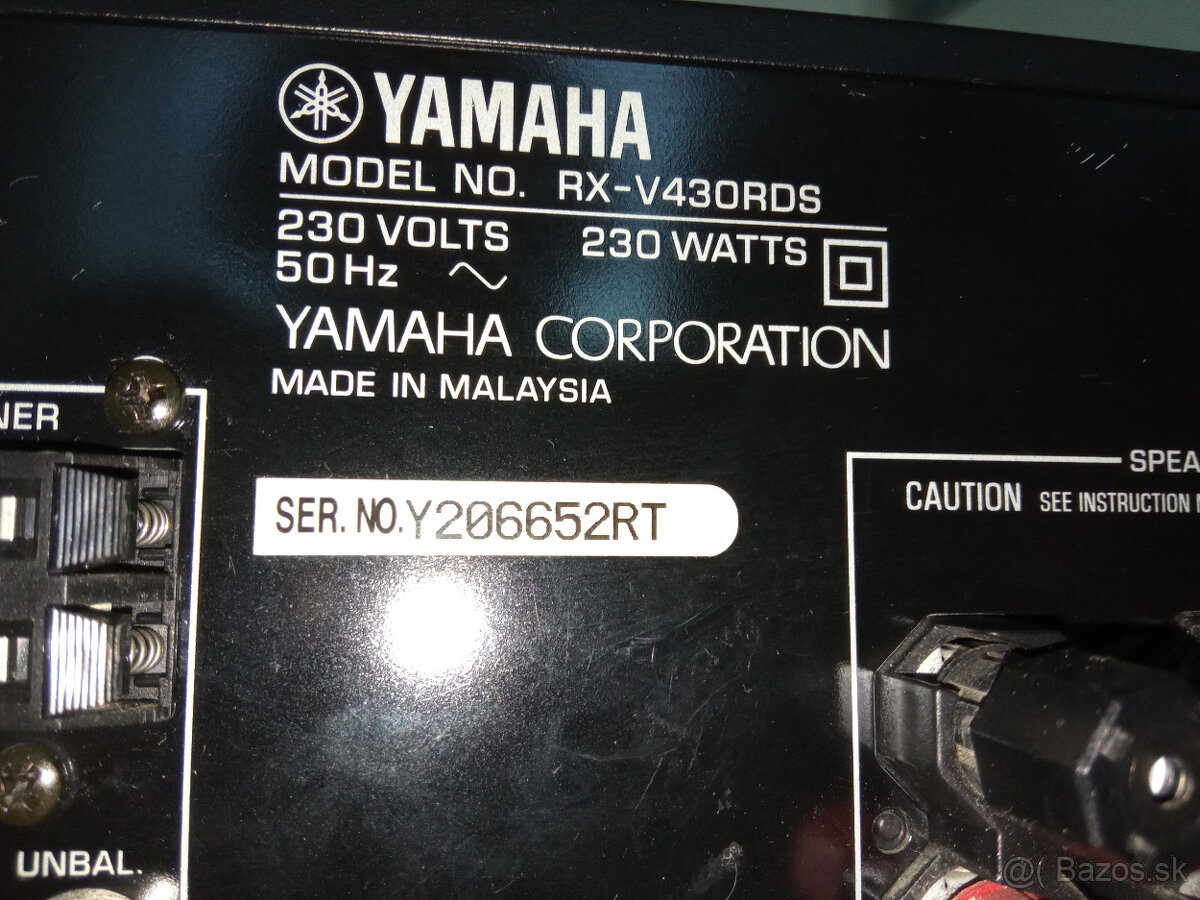 YAMAHA
MODEL NO. RX-V430RDS
230 VOLTS 230 WATTS
50 Hz
YAMAHA CORPORATION
MADE IN MALAYSIA
NER
SER. NO. Y206652RT
SPEA
CAUTION SEE INSTRUCTION
UNBAL.
@( Bazos.sk